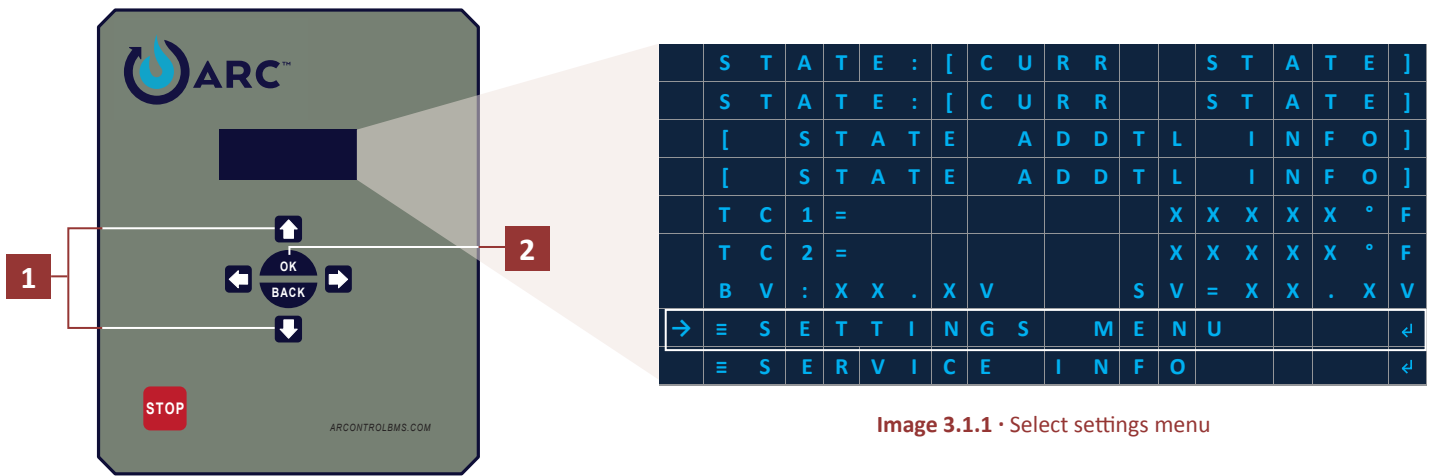 ARC™
1
OK
BACK
2
STOP
ARCONTROLBMS.COM
STATE:[CURR STATE]
STATE:[CURR STATE]
[ STATE ADDTL INFO]
[ STATE ADDTL INFO]
TC1= XXXXX°F
TC2= XXXXX°F
BV:XX.XV SV=XX.XV
→ ≡ SETTINGS MENU ↵
≡ SERVICE INFO ↵
Image 3.1.1 · Select settings menu